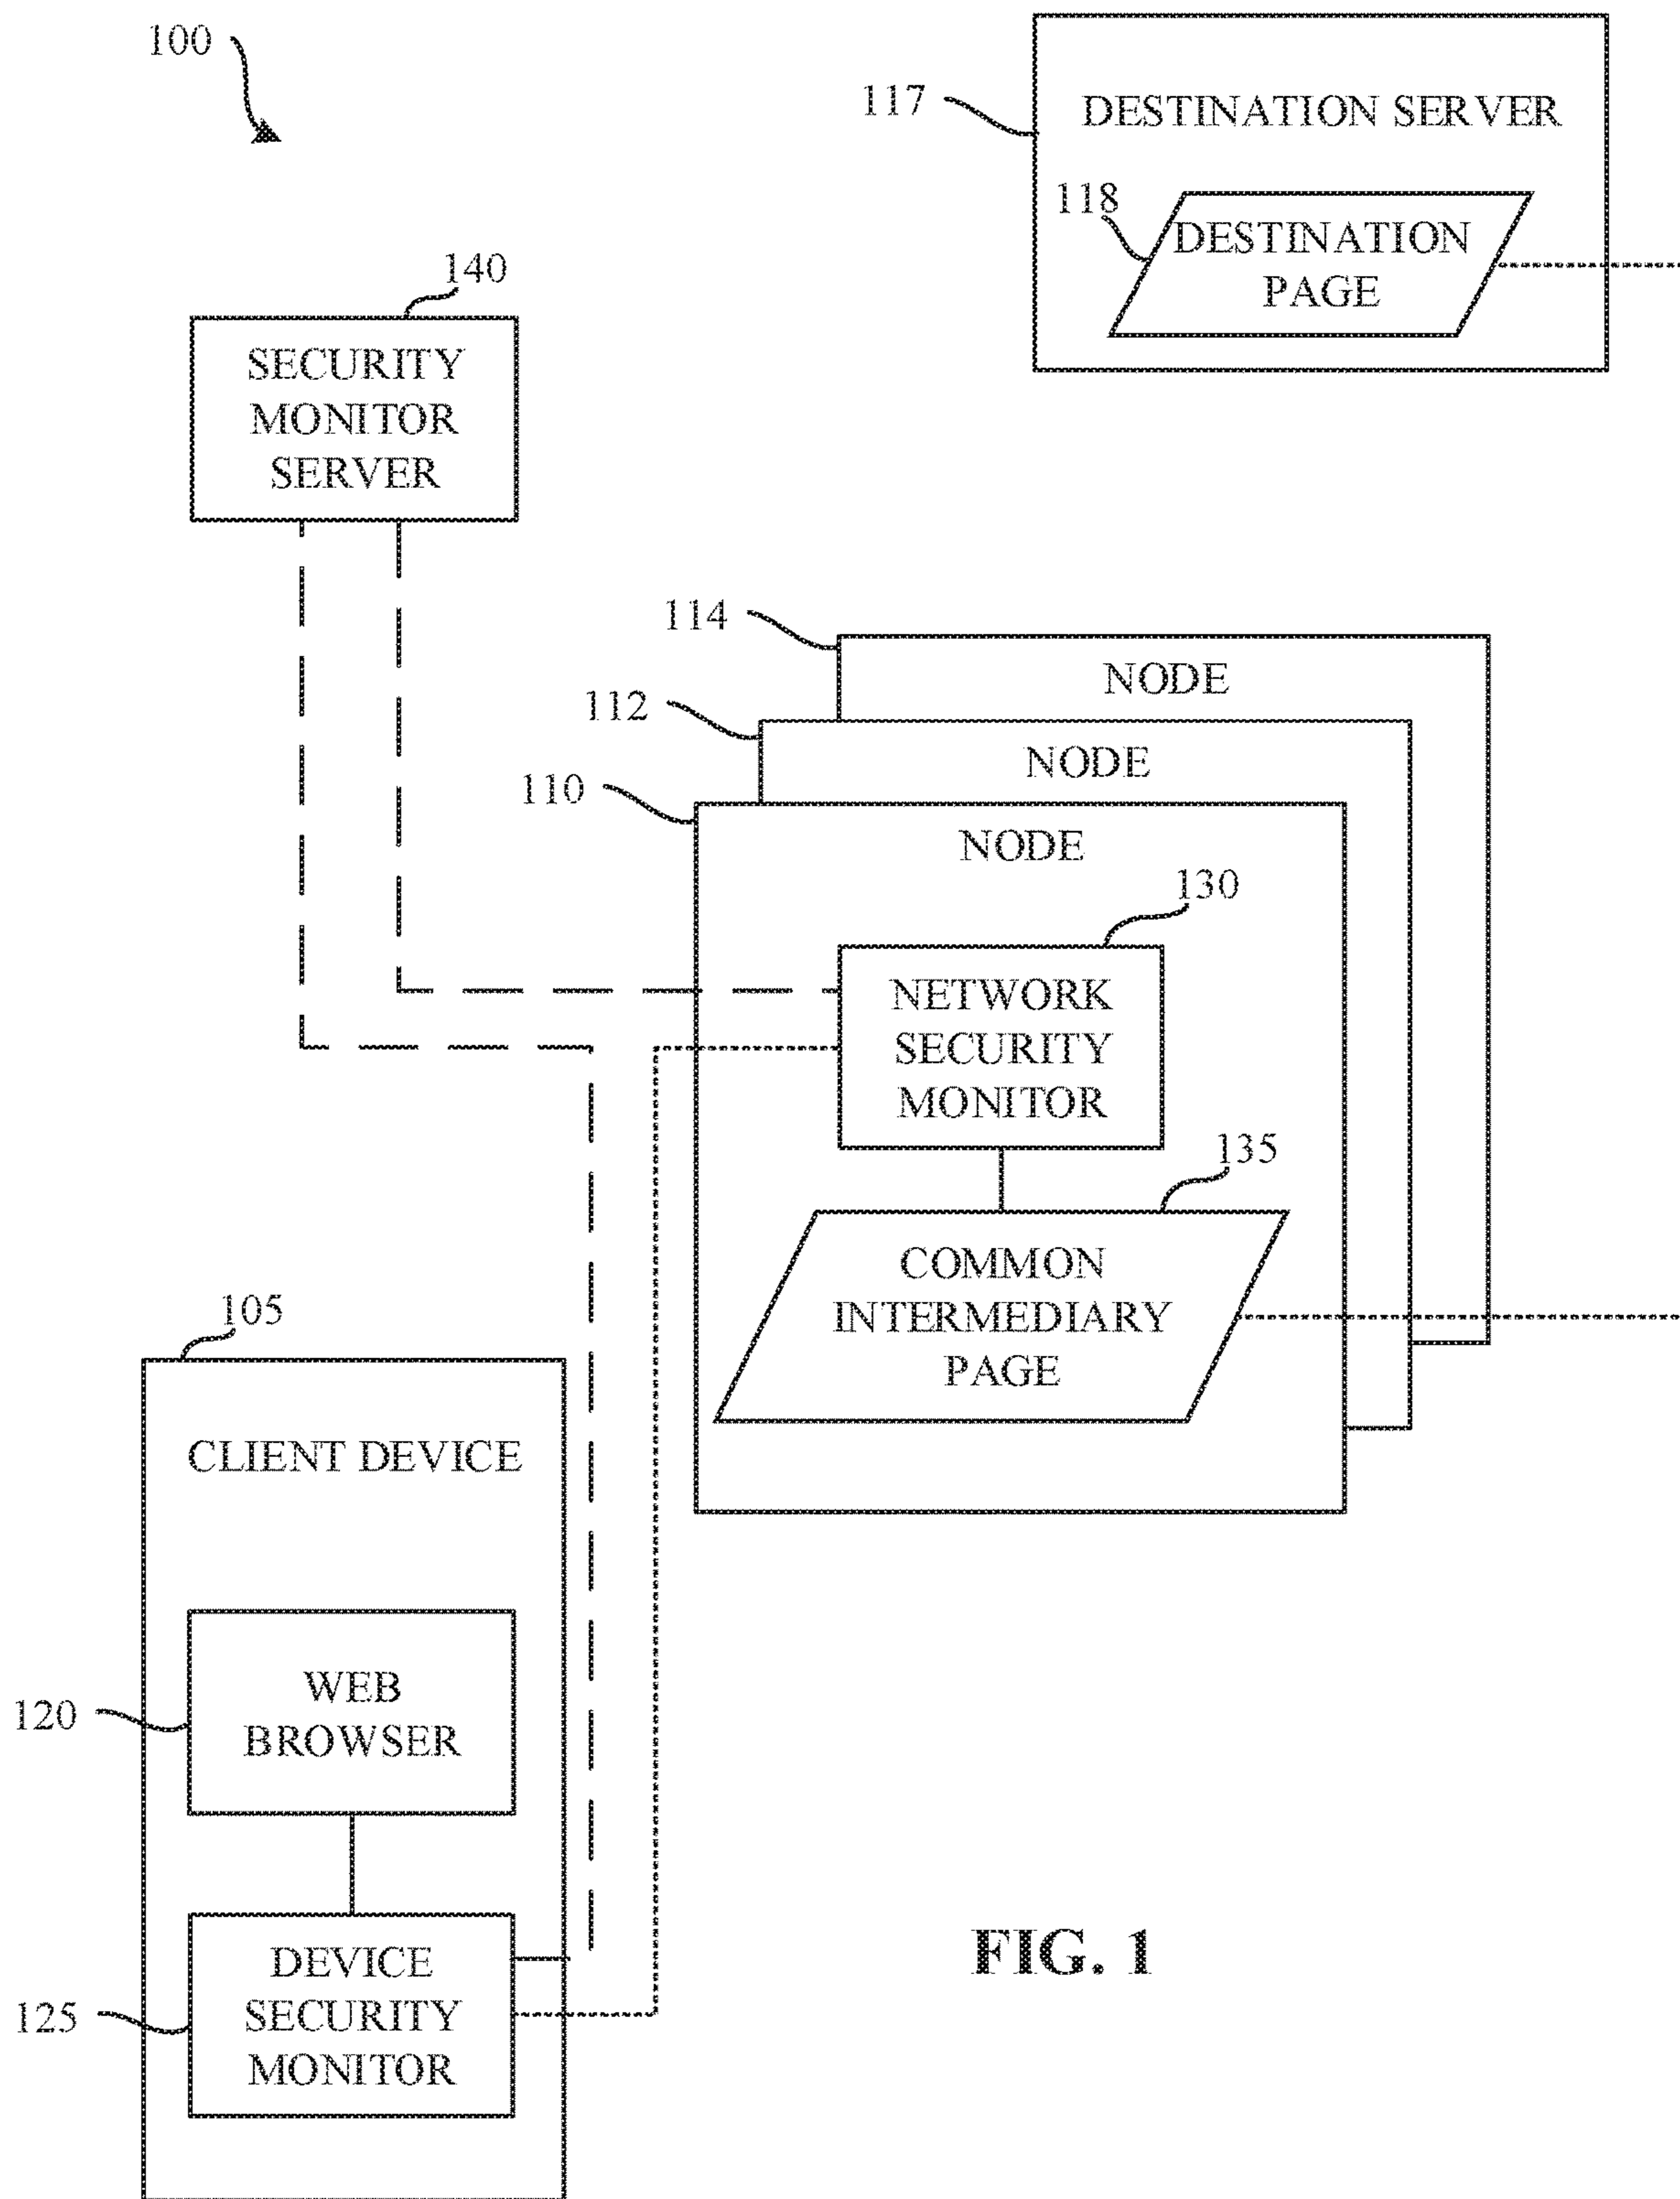 100
117
DESTINATION SERVER
118
DESTINATION
PAGE
140
SECURITY
MONITOR
SERVER
114
NODE
112
NODE
110
NODE
130
NETWORK
SECURITY
MONITOR
135
COMMON
INTERMEDIARY
PAGE
105
CLIENT DEVICE
120
WEB
BROWSER
125
DEVICE
SECURITY
MONITOR
FIG. 1